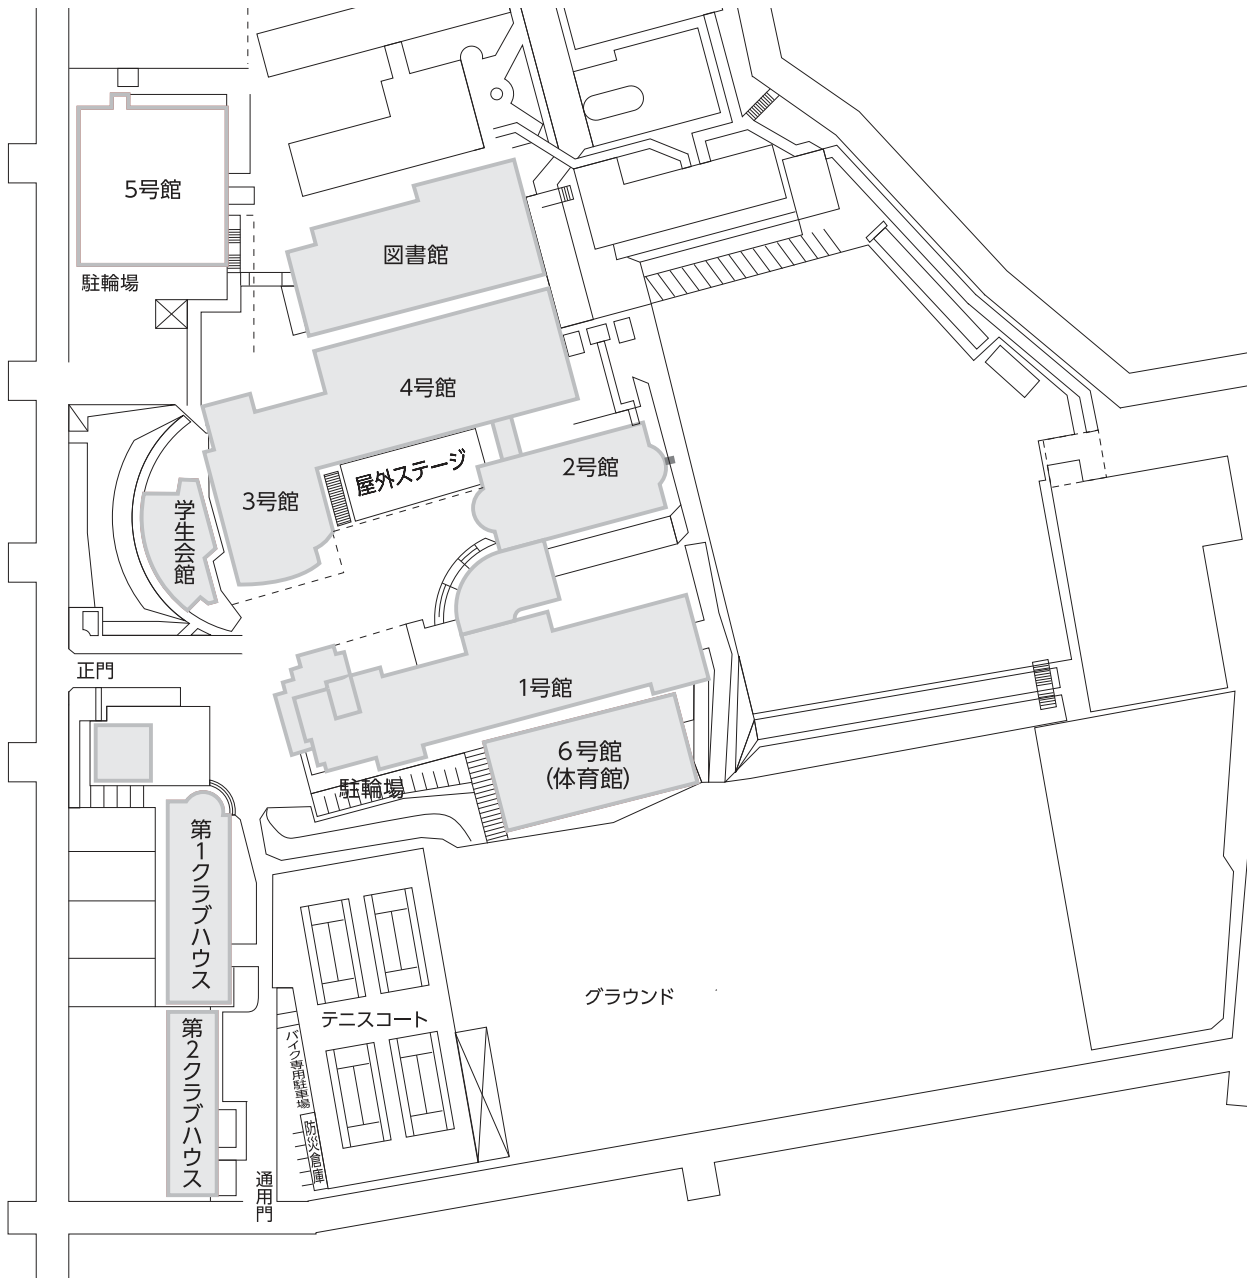 5号館
図書館
駐輪場
4号館
屋外ステージ
2号館
3号館
学生会館
正門
1号館
6号館
(体育館)
駐輪場
第1クラブハウス
グラウンド
テニスコート
第2クラブハウス
バイク専用駐車場
防災倉庫
通用門